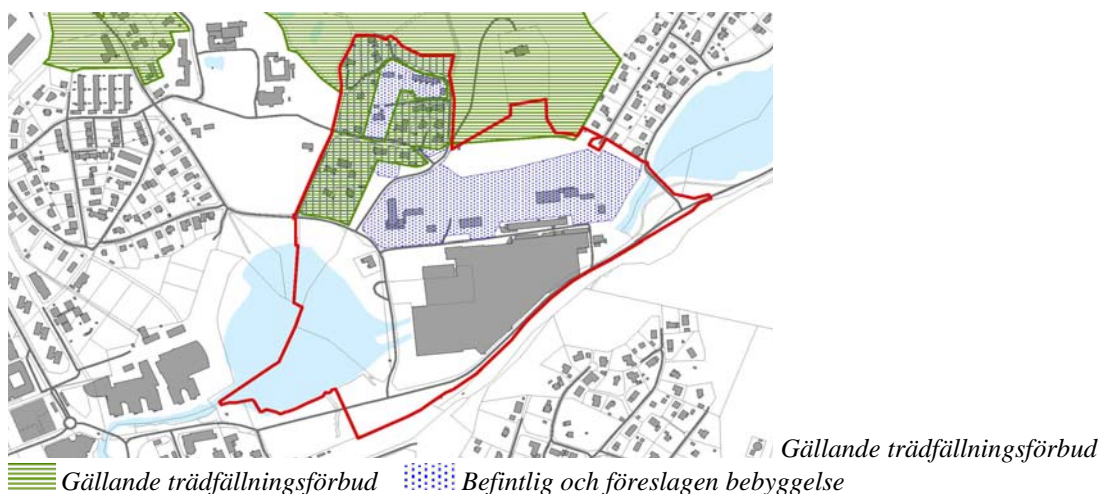 Gällande trädfällningsförbud
Gällande trädfällningsförbud Befintlig och föreslagen bebyggelse